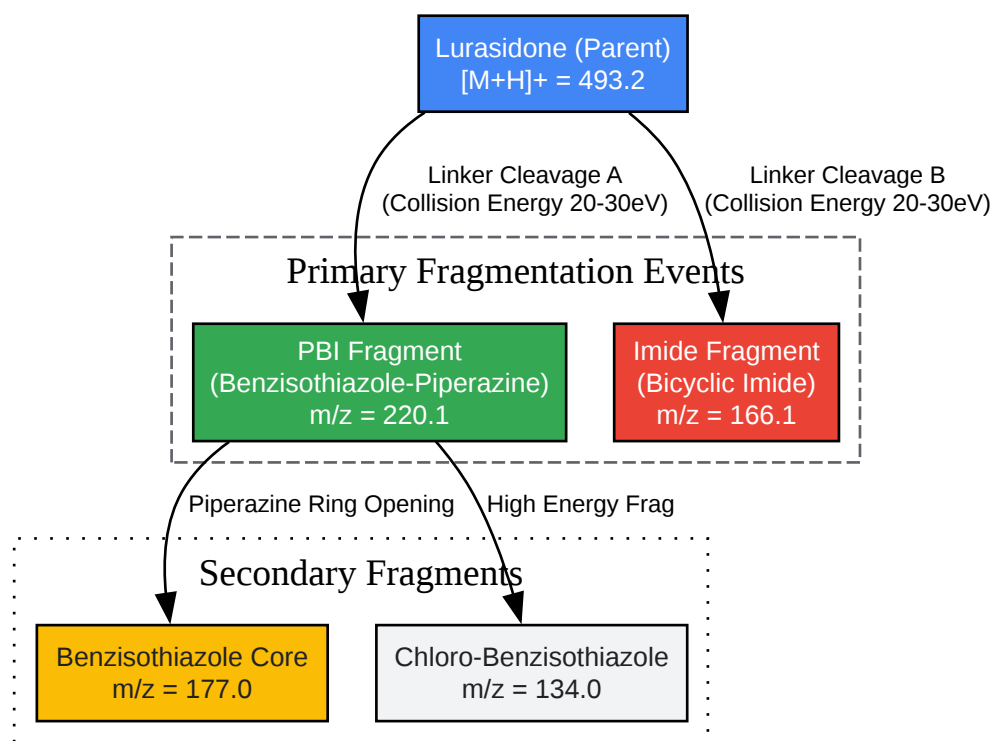 Lurasidone (Parent)
[M+H]+ = 493.2
Linker Cleavage A
(Collision Energy 20-30eV)
Linker Cleavage B
(Collision Energy 20-30eV)
Primary Fragmentation Events
PBI Fragment
(Benzisothiazole-Piperazine)
m/z = 220.1
Imide Fragment
(Bicyclic Imide)
m/z = 166.1
Piperazine Ring Opening
High Energy Frag
Secondary Fragments
Benzisothiazole Core
m/z = 177.0
Chloro-Benzisothiazole
m/z = 134.0